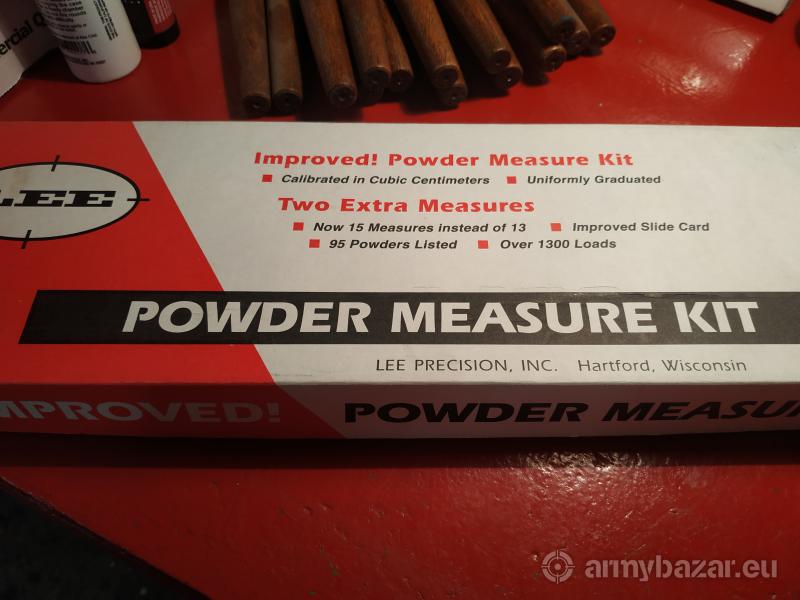 Improved! Powder Measure Kit
Calibrated in Cubic Centimeters Uniformly Graduated
LEE
Two Extra Measures
Now 15 Measures instead of 13 Improved Slide Card
95 Powders Listed Over 1300 Loads
POWDER MEASURE KIT
LEE PRECISION, INC. Hartford, Wisconsin
IMPROVED! POWDER MEASU
armybazar.eu